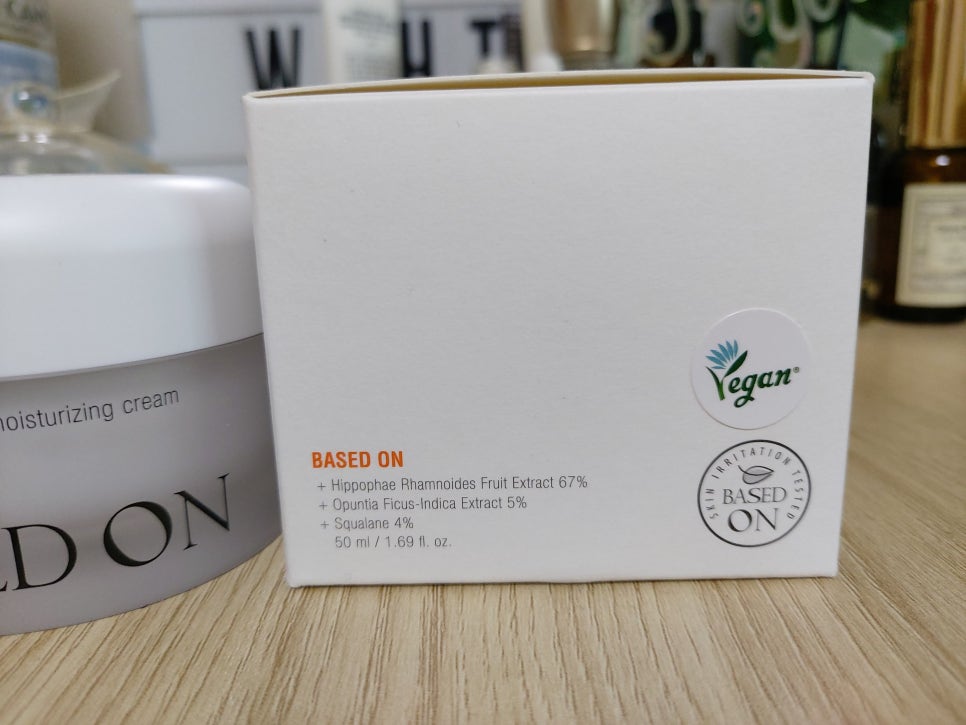 W H T
moisturizing cream
ED ON
BASED ON
+ Hippophae Rhamnoides Fruit Extract 67%
+ Opuntia Ficus-Indica Extract 5%
+ Squalane 4%
50 ml / 1.69 fl. oz.
Vegan®
SKIN IRRITATION TESTED
BASED
ON